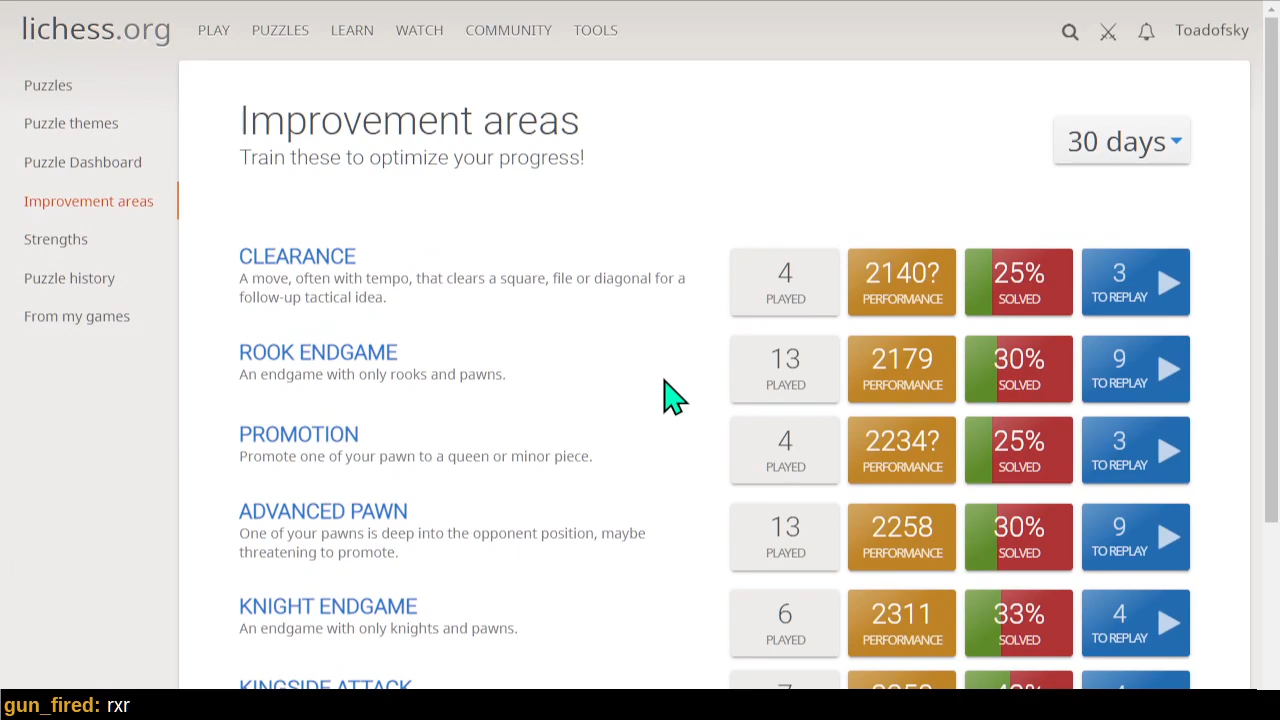 lichess.org PLAY PUZZLES LEARN WATCH COMMUNITY TOOLS Toadofsky
Puzzles
Puzzle themes
Puzzle Dashboard
Improvement areas
Strengths
Puzzle history
From my games
Improvement areas
Train these to optimize your progress!
30 days
CLEARANCE
A move, often with tempo, that clears a square, file or diagonal for a
follow-up tactical idea.
4 2140? 25% 3
PLAYED PERFORMANCE SOLVED TO REPLAY
ROOK ENDGAME
An endgame with only rooks and pawns.
13 2179 30% 9
PLAYED PERFORMANCE SOLVED TO REPLAY
PROMOTION
Promote one of your pawn to a queen or minor piece.
4 2234? 25% 3
PLAYED PERFORMANCE SOLVED TO REPLAY
ADVANCED PAWN
One of your pawns is deep into the opponent position, maybe
threatening to promote.
13 2258 30% 9
PLAYED PERFORMANCE SOLVED TO REPLAY
KNIGHT ENDGAME
An endgame with only knights and pawns.
6 2311 33% 4
PLAYED PERFORMANCE SOLVED TO REPLAY
KINGSIDE ATTACK
gun_fired: rxr